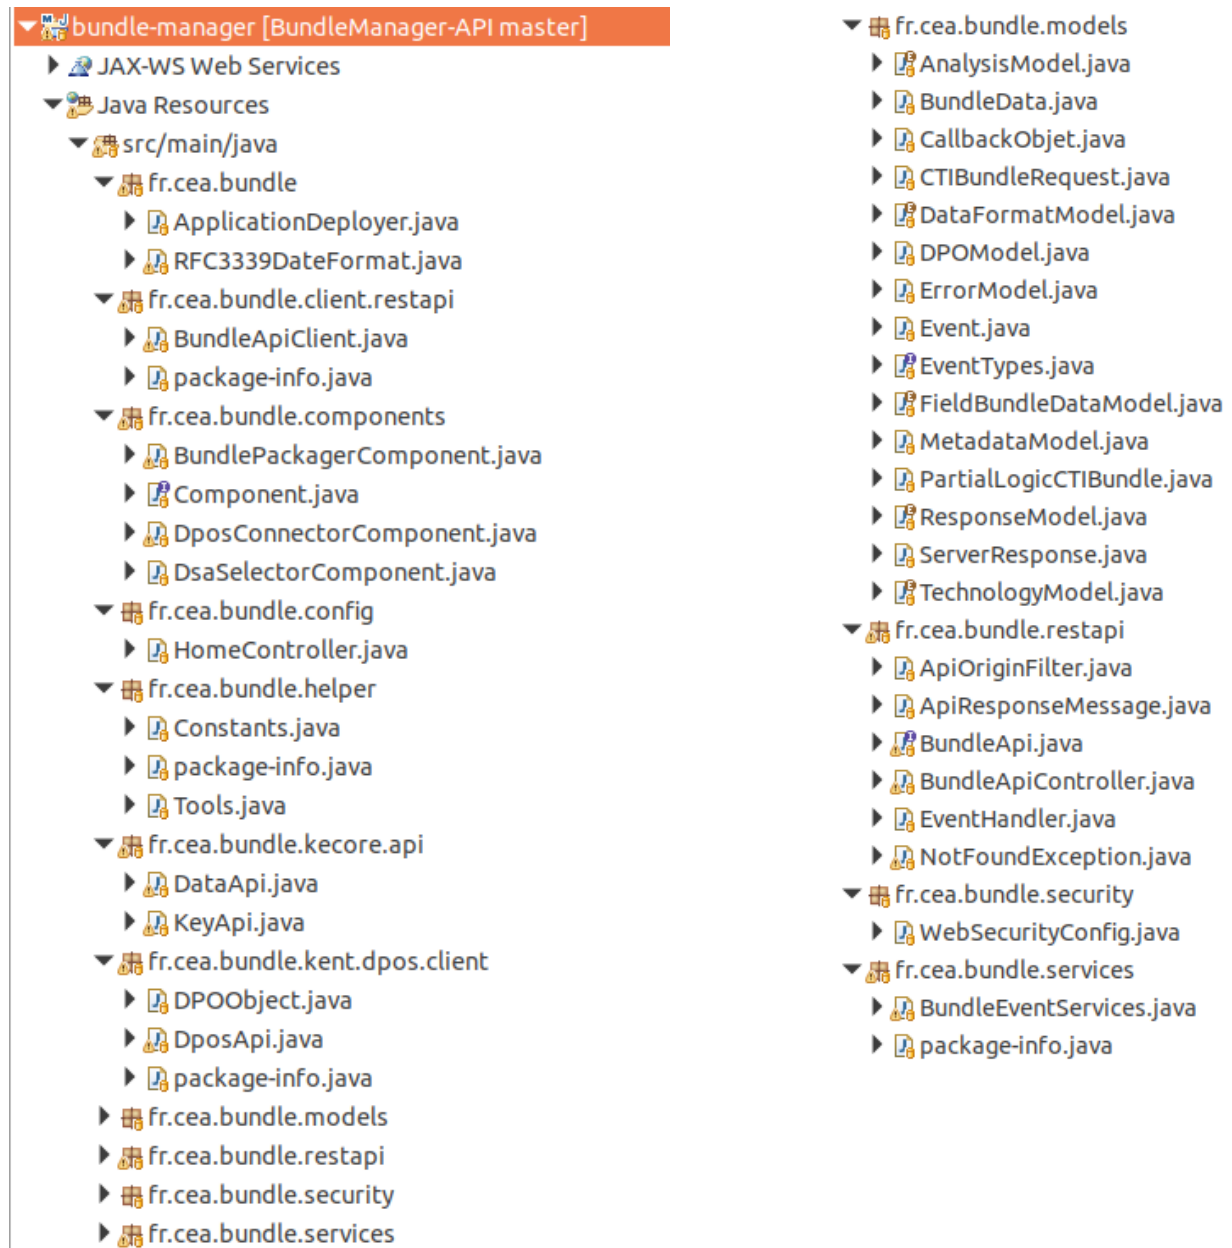 bundle-manager [BundleManager-API master]
JAX-WS Web Services
Java Resources
src/main/java
fr.cea.bundle
ApplicationDeployer.java
RFC3339DateFormat.java
fr.cea.bundle.client.restapi
BundleApiClient.java
package-info.java
fr.cea.bundle.components
BundlePackagerComponent.java
Component.java
DposConnectorComponent.java
DsaSelectorComponent.java
fr.cea.bundle.config
HomeController.java
fr.cea.bundle.helper
Constants.java
package-info.java
Tools.java
fr.cea.bundle.kecore.api
DataApi.java
KeyApi.java
fr.cea.bundle.kent.dpos.client
DPOObject.java
DposApi.java
package-info.java
fr.cea.bundle.models
fr.cea.bundle.restapi
fr.cea.bundle.security
fr.cea.bundle.services
fr.cea.bundle.models
AnalysisModel.java
BundleData.java
CallbackObjet.java
CTIBundleRequest.java
DataFormatModel.java
DPOModel.java
ErrorModel.java
Event.java
EventTypes.java
FieldBundleDataModel.java
MetadataModel.java
PartialLogicCTIBundle.java
ResponseModel.java
ServerResponse.java
TechnologyModel.java
fr.cea.bundle.restapi
ApiOriginFilter.java
ApiResponseMessage.java
BundleApi.java
BundleApiController.java
EventHandler.java
NotFoundException.java
fr.cea.bundle.security
WebSecurityConfig.java
fr.cea.bundle.services
BundleEventServices.java
package-info.java